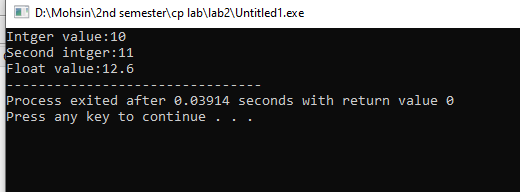 D:\Mohsin\2nd semester\cp lab\lab2\Untitled1.exe
Intger value:10
Second intger:11
Float value:12.6
--------------------------------
Process exited after 0.03914 seconds with return value 0
Press any key to continue . . .